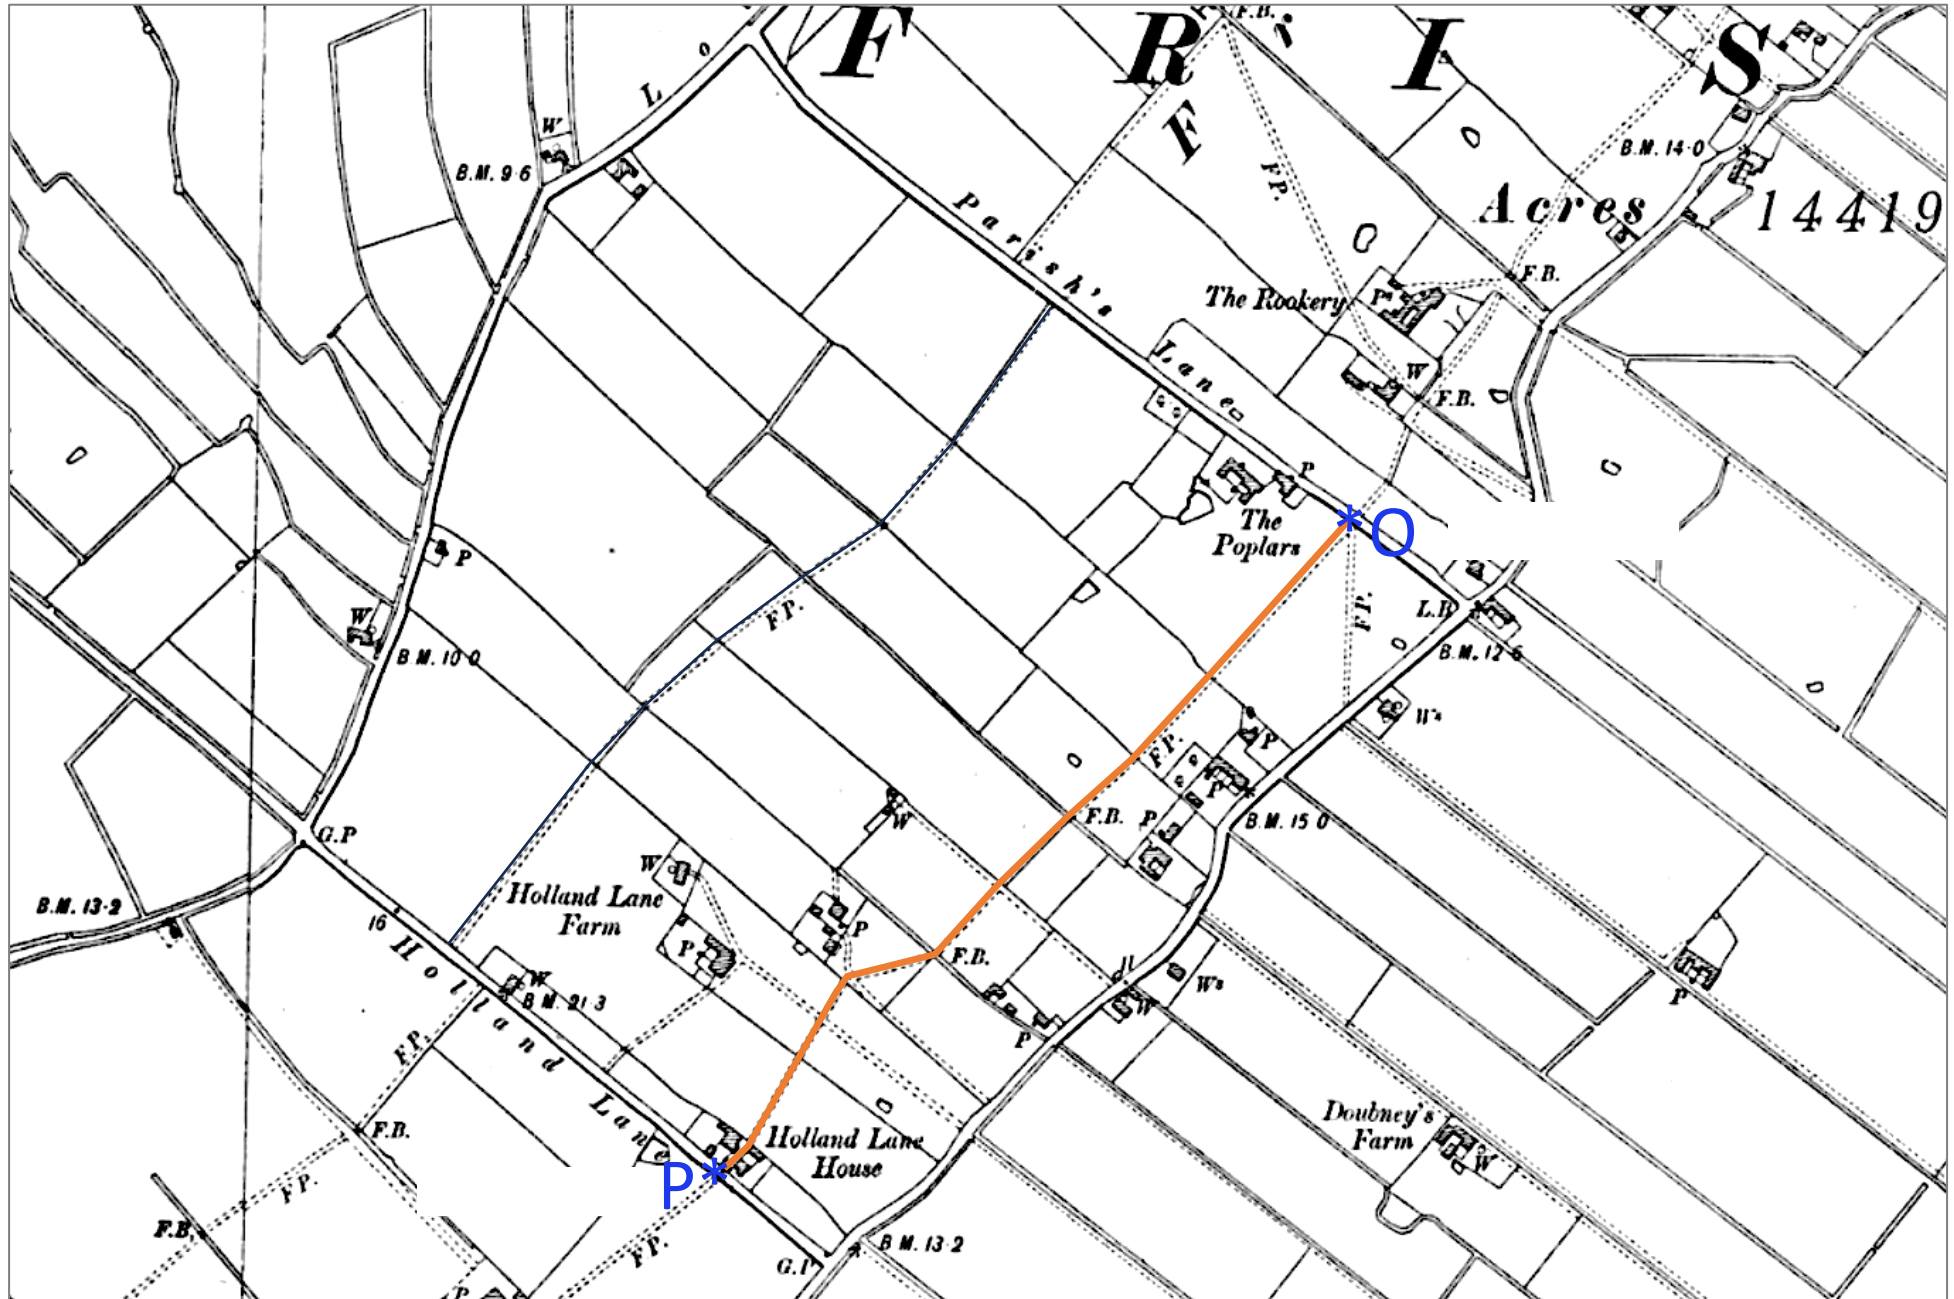 F R I S
F.B.
L o
F
W
B.M. 9·6
F.P.
B.M. 14·0
Acres
14419
Parish's
F.B.
The Rookery
P
Lane
W
F.B.
P
The
Poplars
* O
P
F.P.
W
F.P.
L.B
B.M. 10·0
B.M. 12·6
W
P
F.P.
P
G.P
W
F.B.
P
B.M. 15·0
Holland Lane
Farm
W
B.M. 13·2
16
P
P
F.B.
Holland
W
B.M. 21·3
W
P
F.P.
P
Lane
Doubney's
Farm
F.B.
Holland Lane
House
W
P *
F.P.
F.B.
F.P.
B.M. 13·2
G.P
P